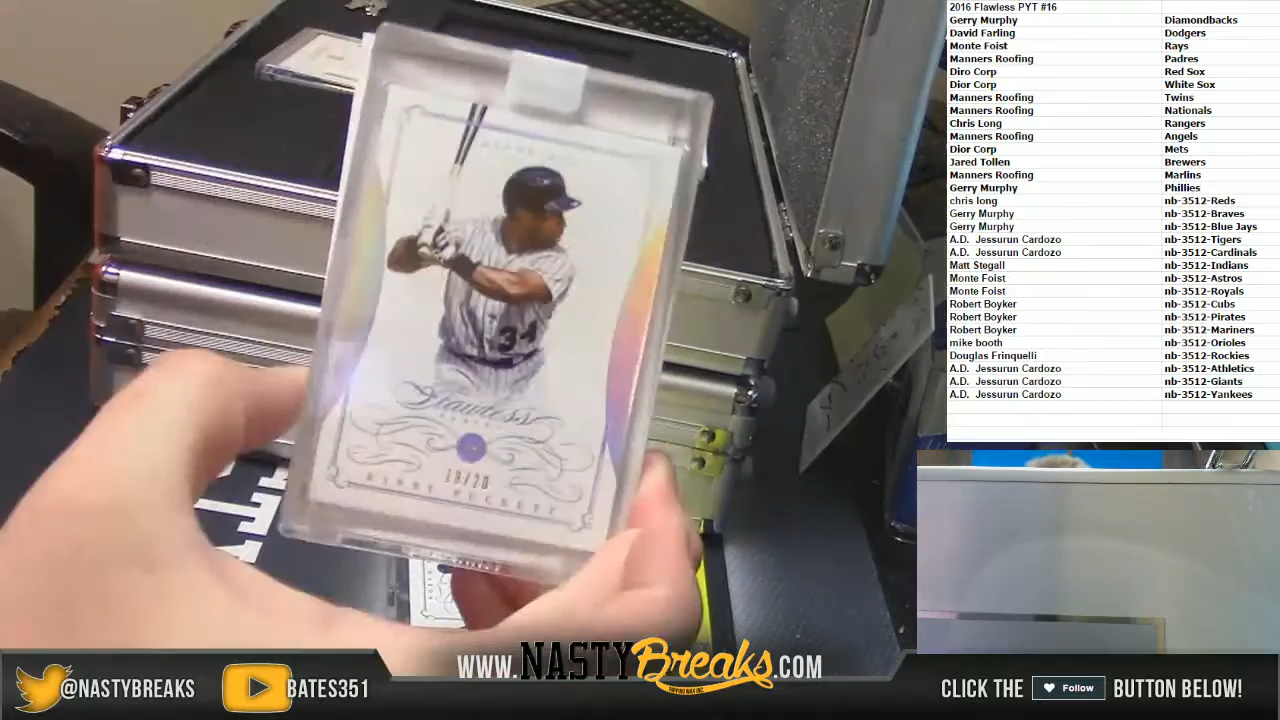 2016 Flawless PYT #16
Gerry Murphy Diamondbacks
David Farling Dodgers
Monte Foist Rays
Manners Roofing Padres
Diro Corp Red Sox
Dior Corp White Sox
Manners Roofing Twins
Manners Roofing Nationals
Chris Long Rangers
Manners Roofing Angels
Dior Corp Mets
Jared Tollen Brewers
Manners Roofing Marlins
Gerry Murphy Phillies
chris long nb-3512-Reds
Gerry Murphy nb-3512-Braves
Gerry Murphy nb-3512-Blue Jays
A.D. Jessurun Cardozo nb-3512-Tigers
A.D. Jessurun Cardozo nb-3512-Cardinals
Matt Stegall nb-3512-Indians
Monte Foist nb-3512-Astros
Monte Foist nb-3512-Royals
Robert Boyker nb-3512-Cubs
Robert Boyker nb-3512-Pirates
Robert Boyker nb-3512-Mariners
mike booth nb-3512-Orioles
Douglas Frinquelli nb-3512-Rockies
A.D. Jessurun Cardozo nb-3512-Athletics
A.D. Jessurun Cardozo nb-3512-Giants
A.D. Jessurun Cardozo nb-3512-Yankees
34
Flawless
18/20
KIRBY PUCKETT
@NASTYBREAKS
BATES351
WWW.NASTYBreaks.COM
RIPPING WAX INC.
CLICK THE Follow BUTTON BELOW!